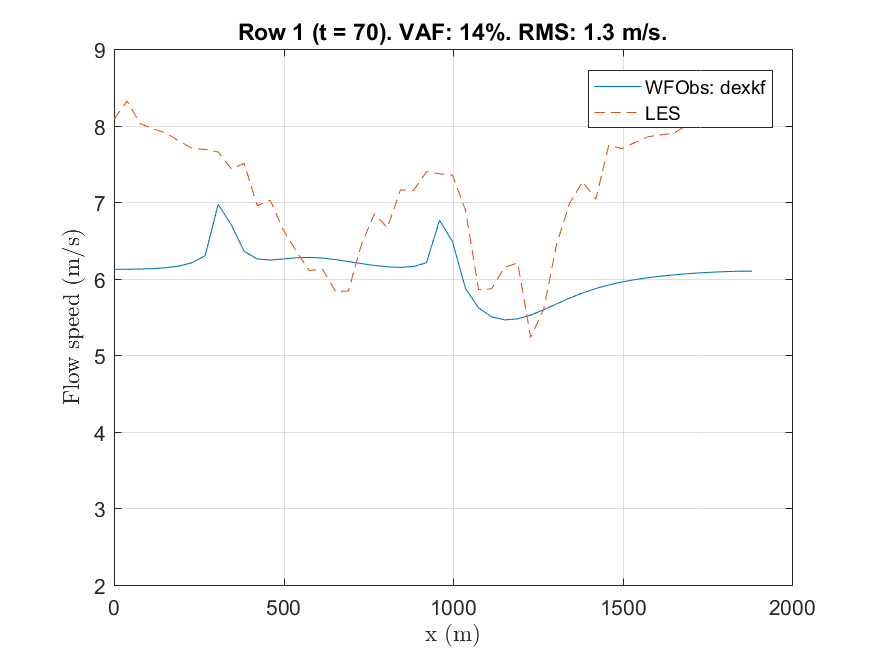 Row 1 (t = 70). VAF: 14%. RMS: 1.3 m/s.
WFObs: dexkf
LES
9
8
7
6
5
4
3
2
Flow speed (m/s)
0
500
1000
1500
2000
x (m)